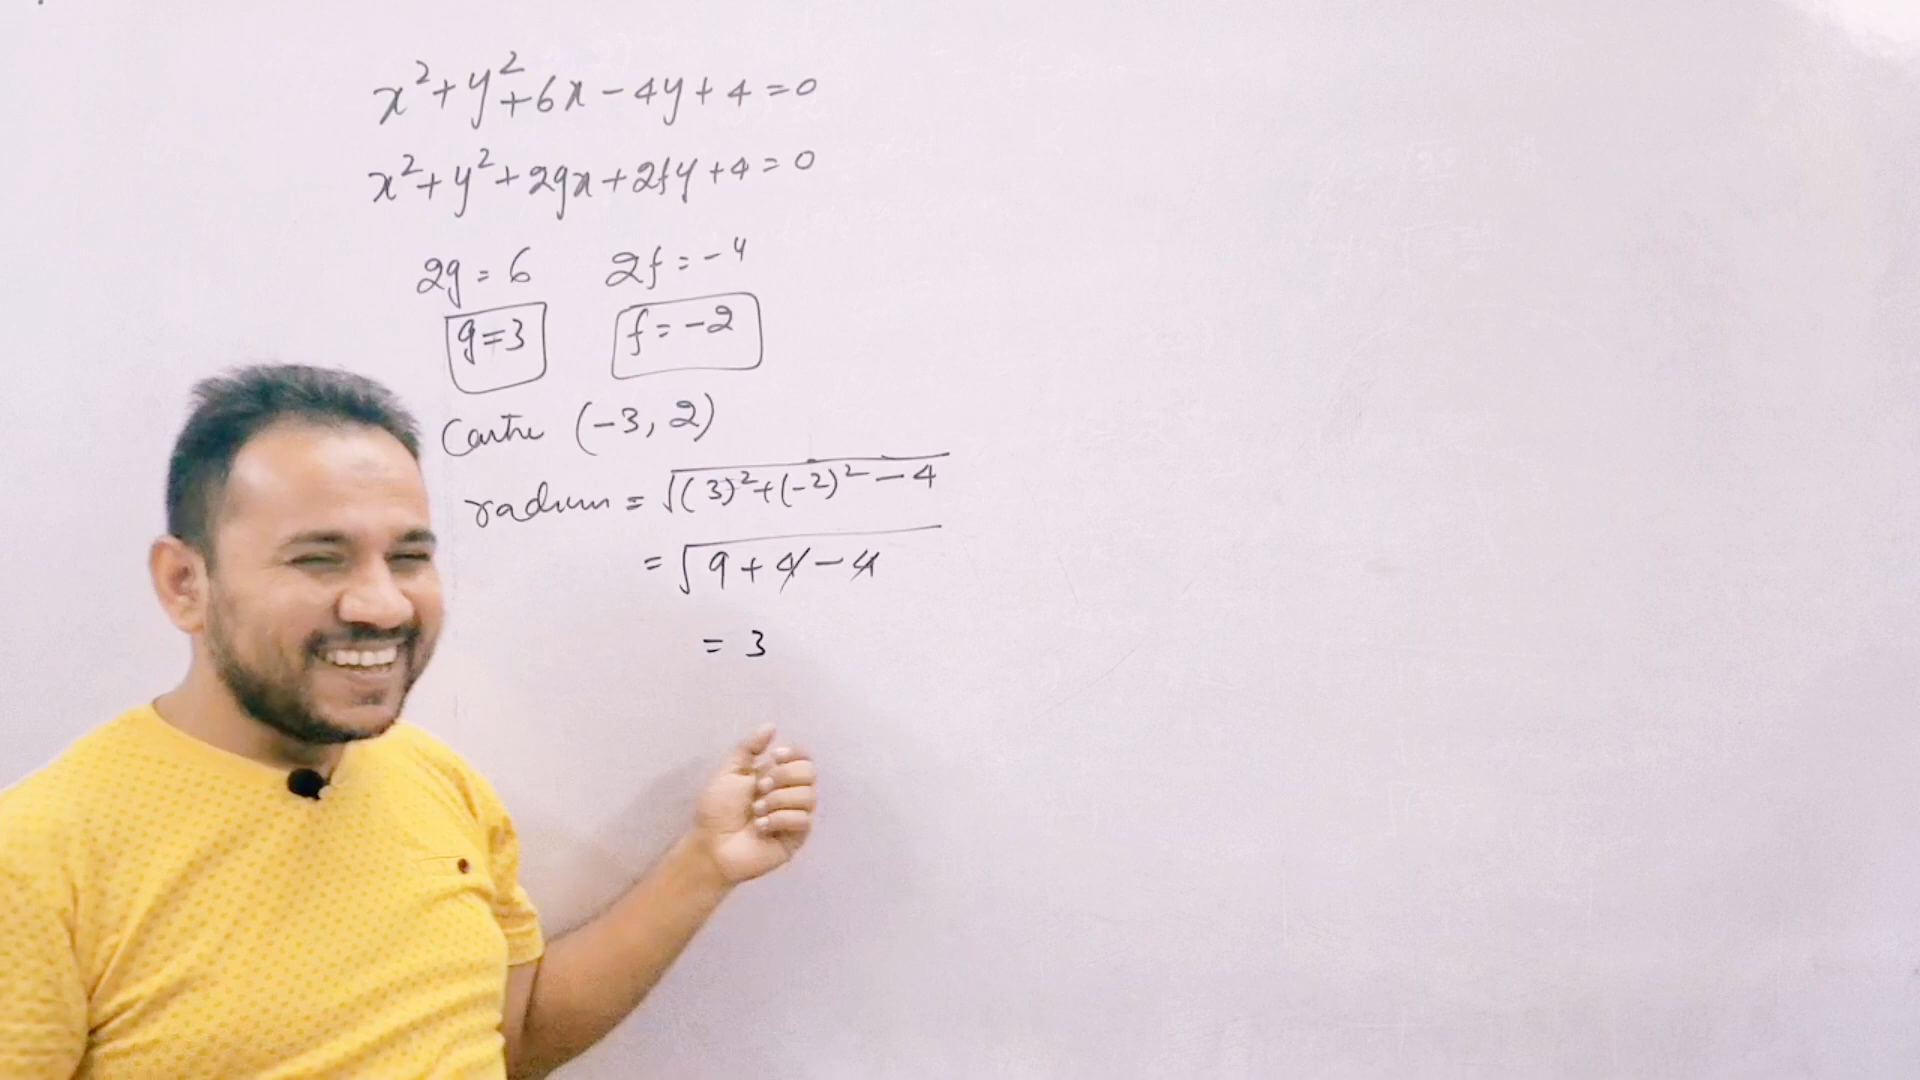 x²+y²+6x-4y+4=0
x²+y²+2gx+2fy+4=0
2g=6 2f=-4
g=3 f=-2
Centre (-3, 2)
radius = √(3)²+(-2)²-4
= √9+4-4
= 3